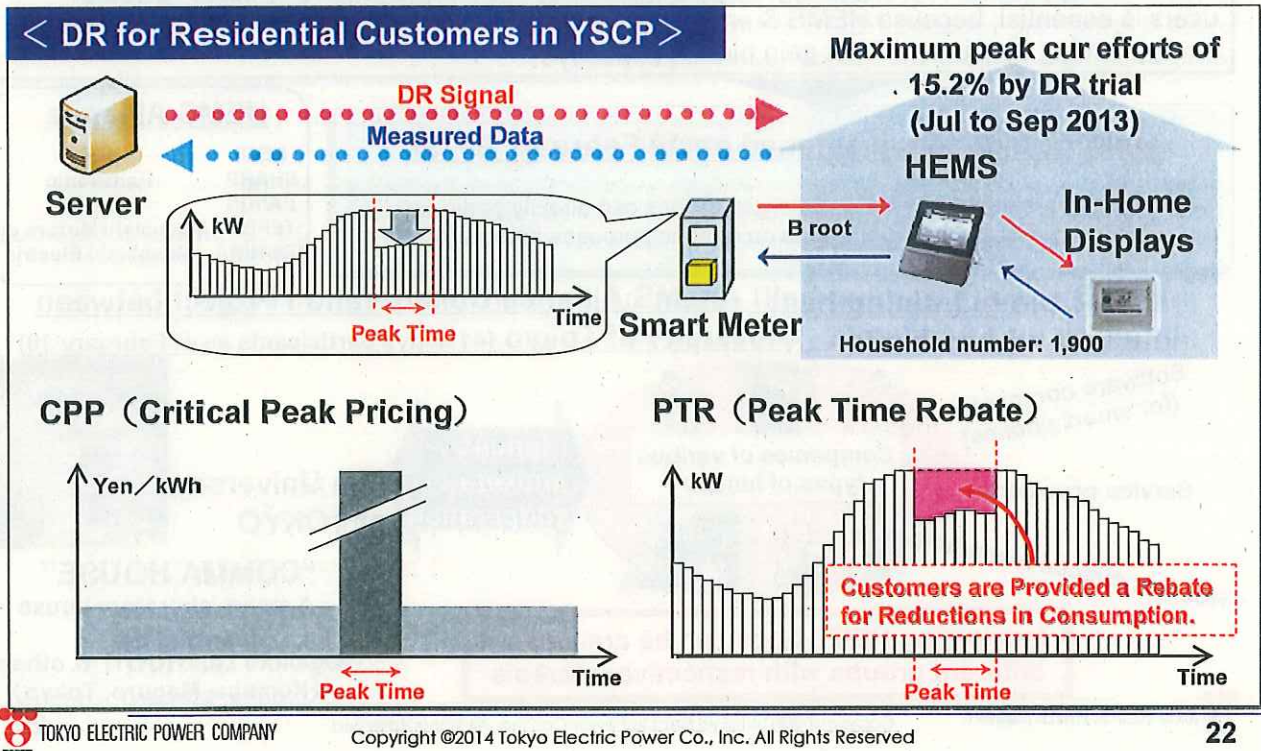 < DR for Residential Customers in YSCP >
Maximum peak cur efforts of
. 15.2% by DR trial
(Jul to Sep 2013)
DR Signal
Measured Data
Server
HEMS
In-Home
Displays
kW
B root
Time
Peak Time
Smart Meter
Household number: 1,900
CPP (Critical Peak Pricing)
Yen/kWh
Peak Time
Time
PTR (Peak Time Rebate)
kW
Customers are Provided a Rebate
for Reductions in Consumption.
Peak Time
Time
TOKYO ELECTRIC POWER COMPANY
Copyright ©2014 Tokyo Electric Power Co., Inc. All Rights Reserved
22